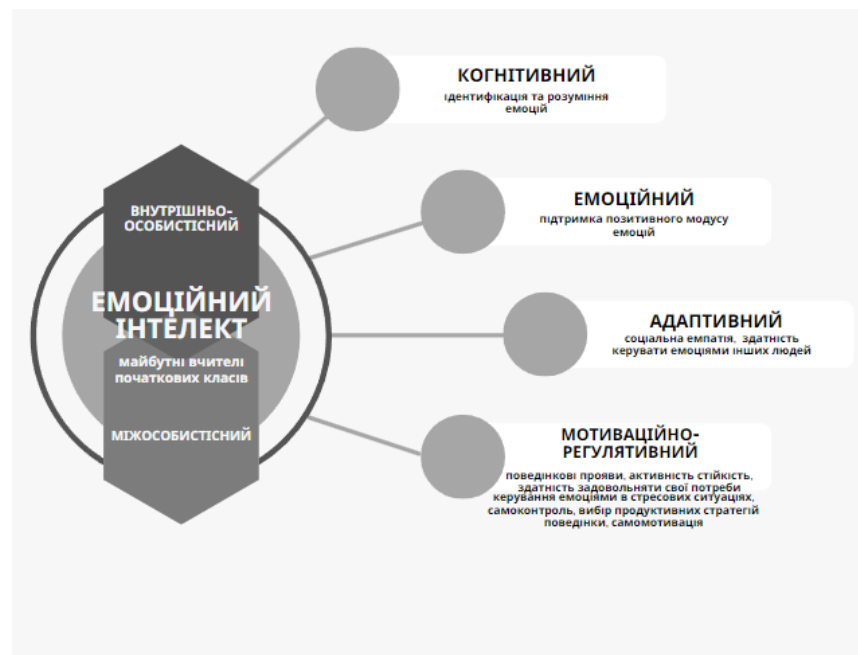 ВНУТРІШНЬО-
ОСОБИСТІСНИЙ
ЕМОЦІЙНИЙ
ІНТЕЛЕКТ
майбутні вчителі
початкових класів
МІЖОСОБИСТІСНИЙ
КОГНІТИВНИЙ
ідентифікація та розуміння
емоцій
ЕМОЦІЙНИЙ
підтримка позитивного модусу
емоцій
АДАПТИВНИЙ
соціальна емпатія, здатність
керувати емоціями інших людей
МОТИВАЦІЙНО-
РЕГУЛЯТИВНИЙ
поведінкові прояви, активність стійкість,
здатність задовольняти свої потреби
керування емоціями в стресових ситуаціях,
самоконтроль, вибір продуктивних стратегій
поведінки, самомотивація